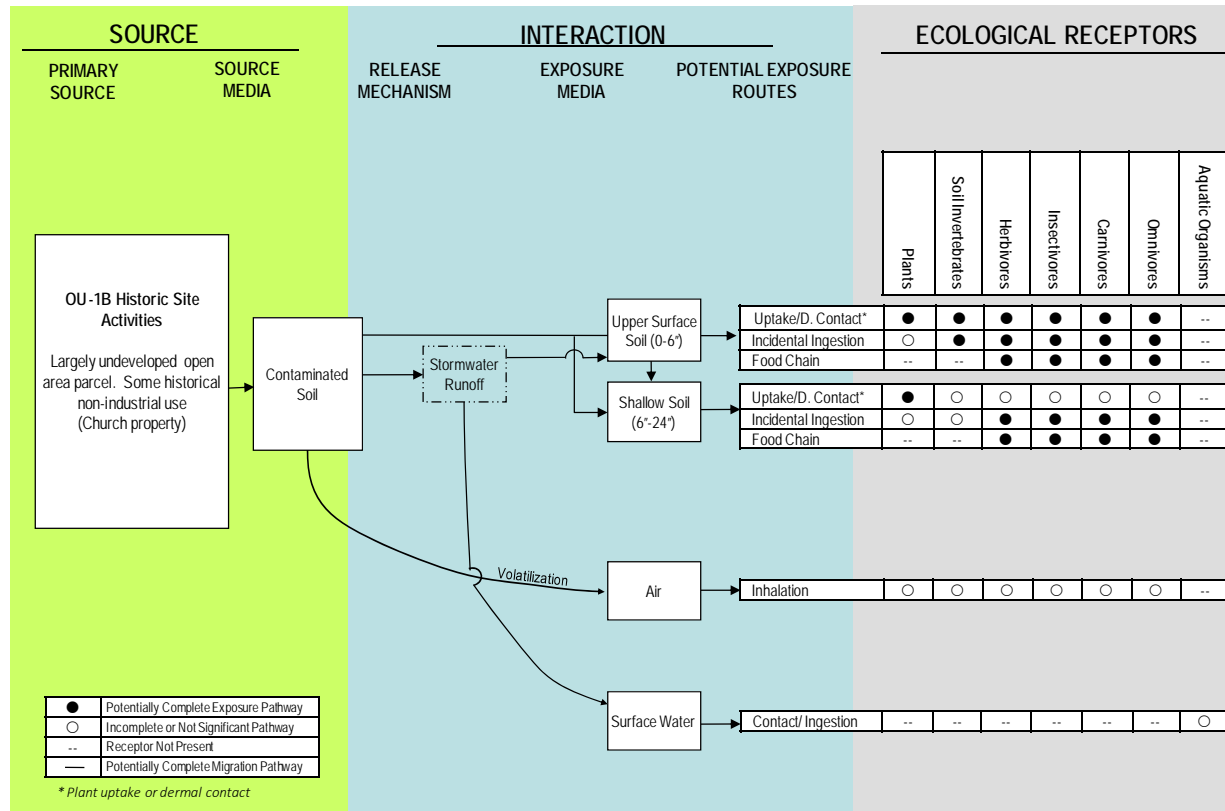 SOURCE
INTERACTION
ECOLOGICAL RECEPTORS
PRIMARY
SOURCE
SOURCE
MEDIA
RELEASE
MECHANISM
EXPOSURE
MEDIA
POTENTIAL EXPOSURE
ROUTES
Plants
Soil Invertebrates
Herbivores
Insectivores
Carnivores
Omnivores
Aquatic Organisms
OU-1B Historic Site
Activities
Largely undeveloped open
area parcel. Some historical
non-industrial use
(Church property)
Contaminated
Soil
Stormwater
Runoff
Upper Surface
Soil (0-6")
Shallow Soil
(6"-24")
Uptake/D. Contact* ● ● ● ● ● ● --
Incidental Ingestion ○ ● ● ● ● ● --
Food Chain -- -- ● ● ● ● --
Uptake/D. Contact* ● ○ ○ ○ ○ ○ --
Incidental Ingestion ○ ○ ● ● ● ● --
Food Chain -- -- ● ● ● ● --
Volatilization
Air
Inhalation ○ ○ ○ ○ ○ ○ --
Surface Water
Contact/ Ingestion -- -- -- -- -- -- ○
● Potentially Complete Exposure Pathway
○ Incomplete or Not Significant Pathway
-- Receptor Not Present
— Potentially Complete Migration Pathway
* Plant uptake or dermal contact